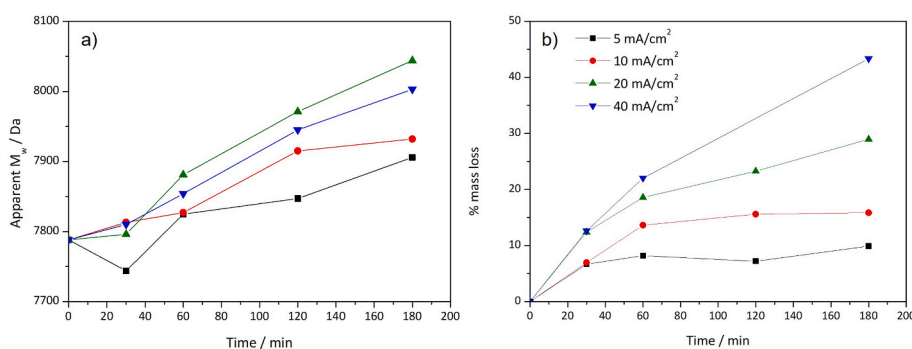 a)
8100
8000
7900
7800
7700
Apparent M_w / Da
0 20 40 60 80 100 120 140 160 180 200
Time / min
b)
5 mA/cm²
10 mA/cm²
20 mA/cm²
40 mA/cm²
50
40
30
20
10
0
% mass loss
0 20 40 60 80 100 120 140 160 180 200
Time / min